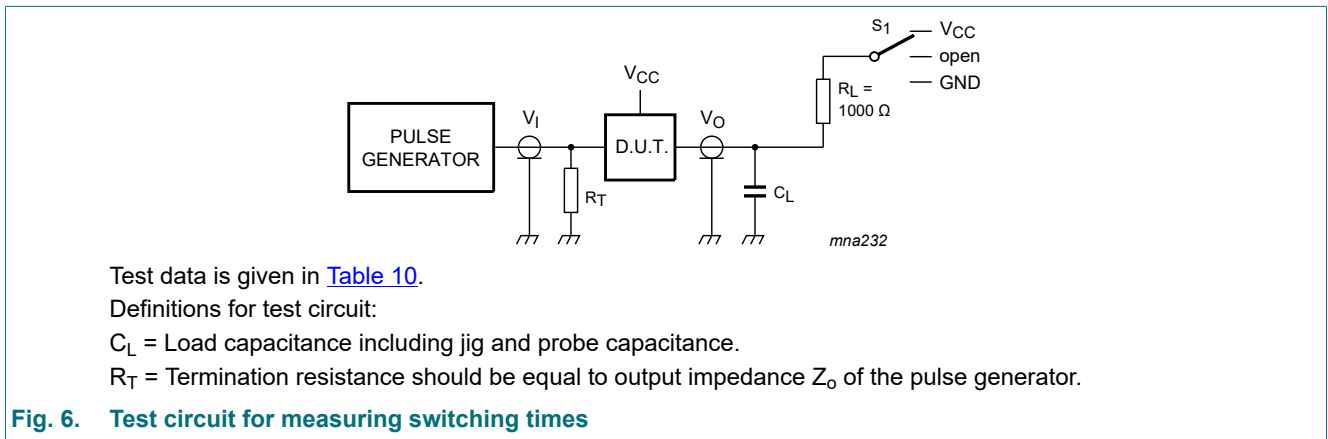 S1
VCC
open
GND
RL =
1000 Ω
VCC
VI
VO
PULSE
GENERATOR
D.U.T.
RT
CL
mna232
Test data is given in Table 10.
Definitions for test circuit:
CL = Load capacitance including jig and probe capacitance.
RT = Termination resistance should be equal to output impedance Zo of the pulse generator.
Fig. 6. Test circuit for measuring switching times